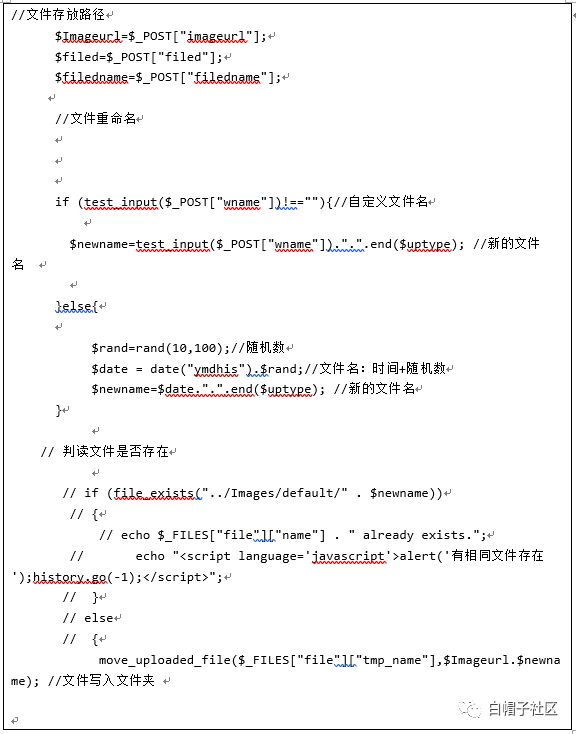 //文件存放路径
$Imageurl=$_POST["imageurl"];
$filed=$_POST["filed"];
$filedname=$_POST["filedname"];
//文件重命名
if (test_input($_POST["wname"])!==""){//自定义文件名
$newname=test_input($_POST["wname"]).".".end($uptype); //新的文件
名
}else{
$rand=rand(10,100);//随机数
$date = date("ymdhis").$rand;//文件名：时间+随机数
$newname=$date.".".end($uptype); //新的文件名
}
// 判读文件是否存在
// if (file_exists("../Images/default/" . $newname))
// {
// echo $_FILES["file"]["name"] . " already exists.";
// echo "<script language='javascript'>alert('有相同文件存在
');history.go(-1);</script>";
// }
// else
// {
move_uploaded_file($_FILES["file"]["tmp_name"],$Imageurl.$newna
me); //文件写入文件夹
白帽子社区